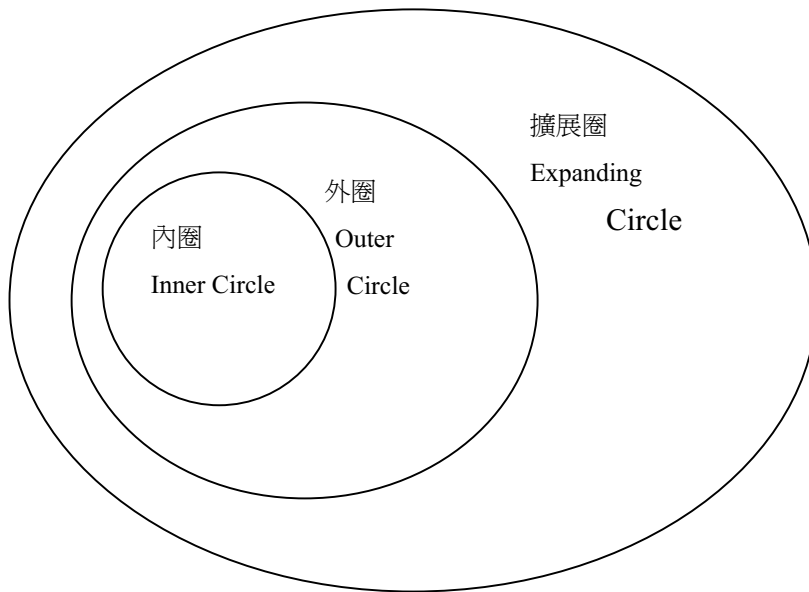 內圈
Inner Circle
外圈
Outer
Circle
擴展圈
Expanding
Circle